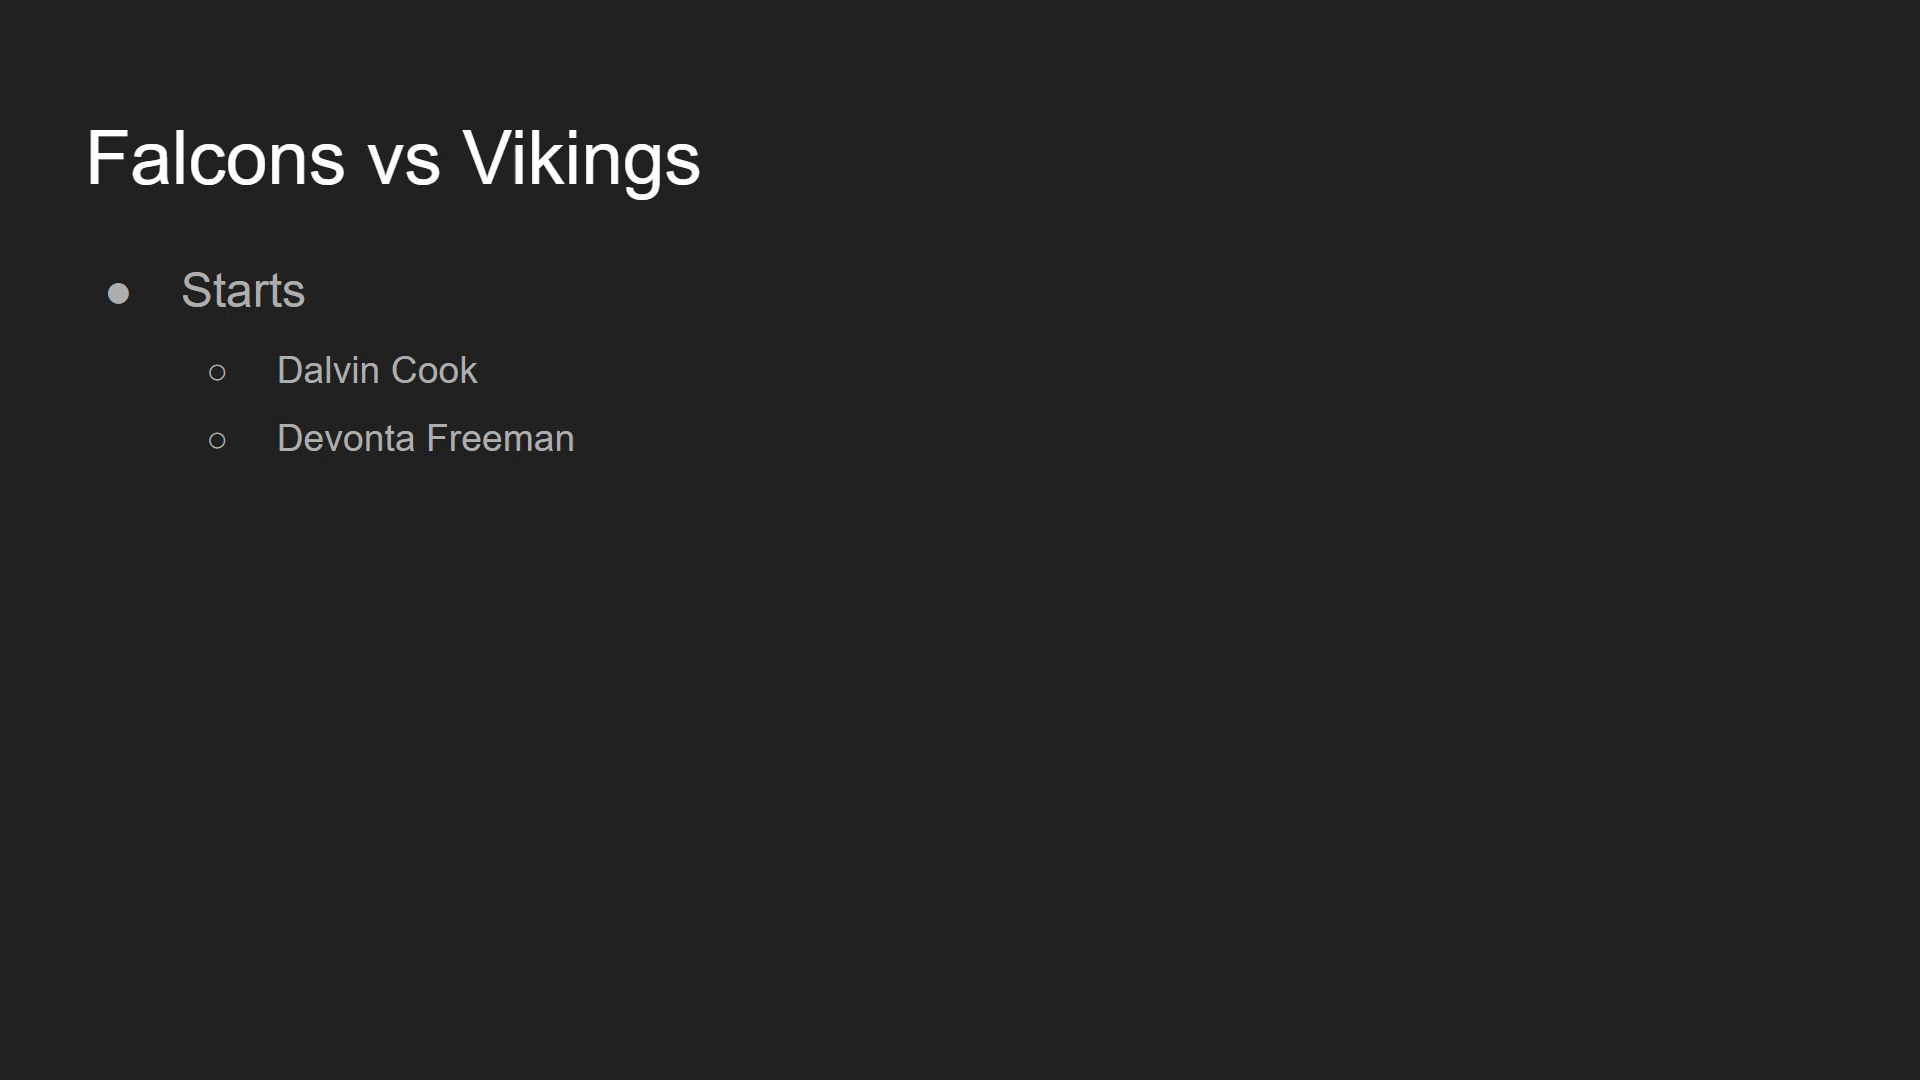 Falcons vs Vikings
● Starts
○ Dalvin Cook
○ Devonta Freeman